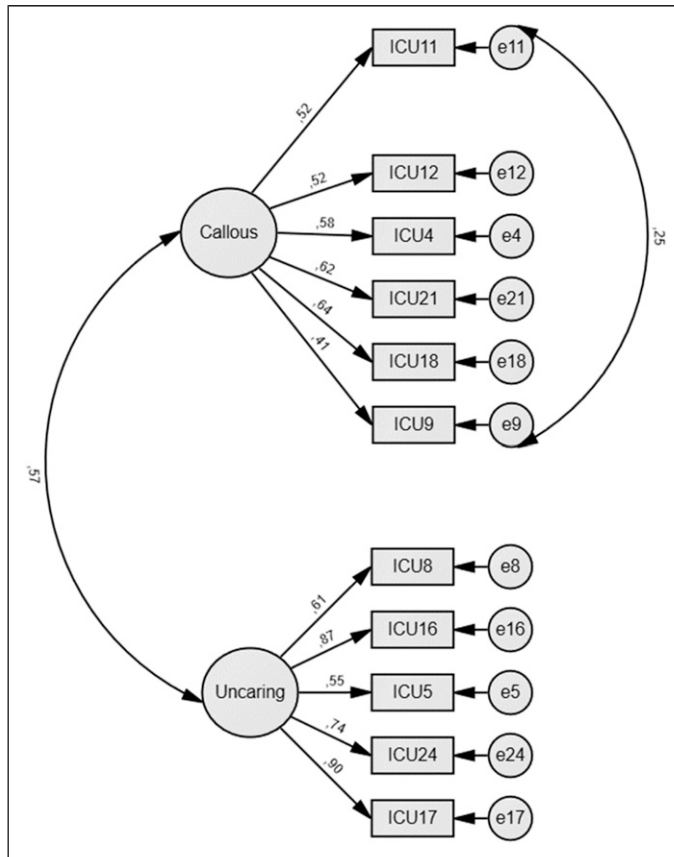 ICU11 e11
,52
ICU12 e12
,52
Callous
ICU4 e4
,58
,25
ICU21 e21
,62
ICU18 e18
,64
ICU9 e9
,41
,57
ICU8 e8
,61
ICU16 e16
,87
Uncaring
ICU5 e5
,55
ICU24 e24
,74
ICU17 e17
,90